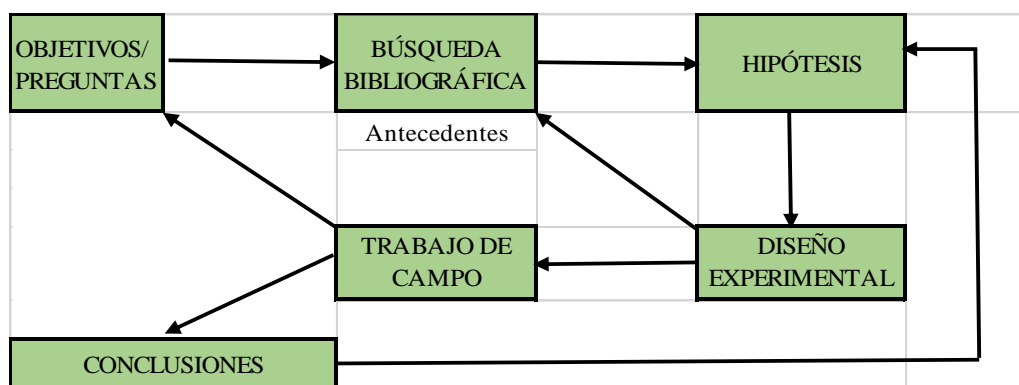 OBJETIVOS/
PREGUNTAS
BÚSQUEDA
BIBLIOGRÁFICA
HIPÓTESIS
Antecedentes
TRABAJO DE
CAMPO
DISEÑO
EXPERIMENTAL
CONCLUSIONES